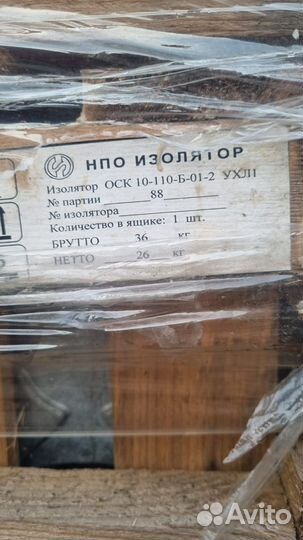 НПО ИЗОЛЯТОР
Изолятор ОСК 10-110-Б-01-2 УХЛ1
№ партии 88
№ изолятора
Количество в ящике: 1 шт.
БРУТТО 36 кг
НЕТТО 26 кг
Avito